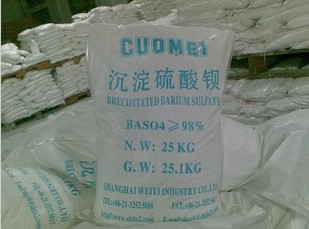 CUOMEI
沉淀硫酸钡
BRECIPITATED BARIUM SULFATE
BASO4≥98%
N. W: 25 KG
G. W: 25.1KG
SHANGHAI WEIYI INDUSTRY CO.LTD